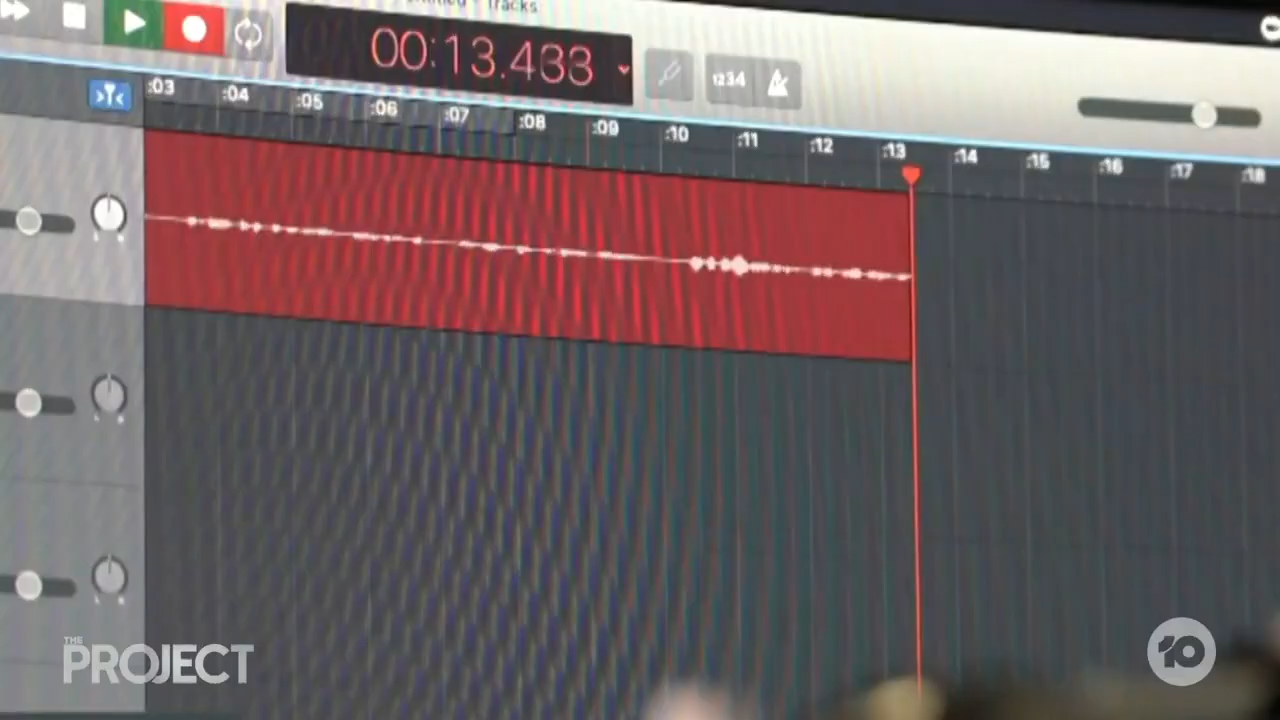 Tracks
00:13.433
1234
:03 :04 :05 :06 :07 :08 :09 :10 :11 :12 :13 :14 :15 :16 :17 :18
THE
PROJECT
10